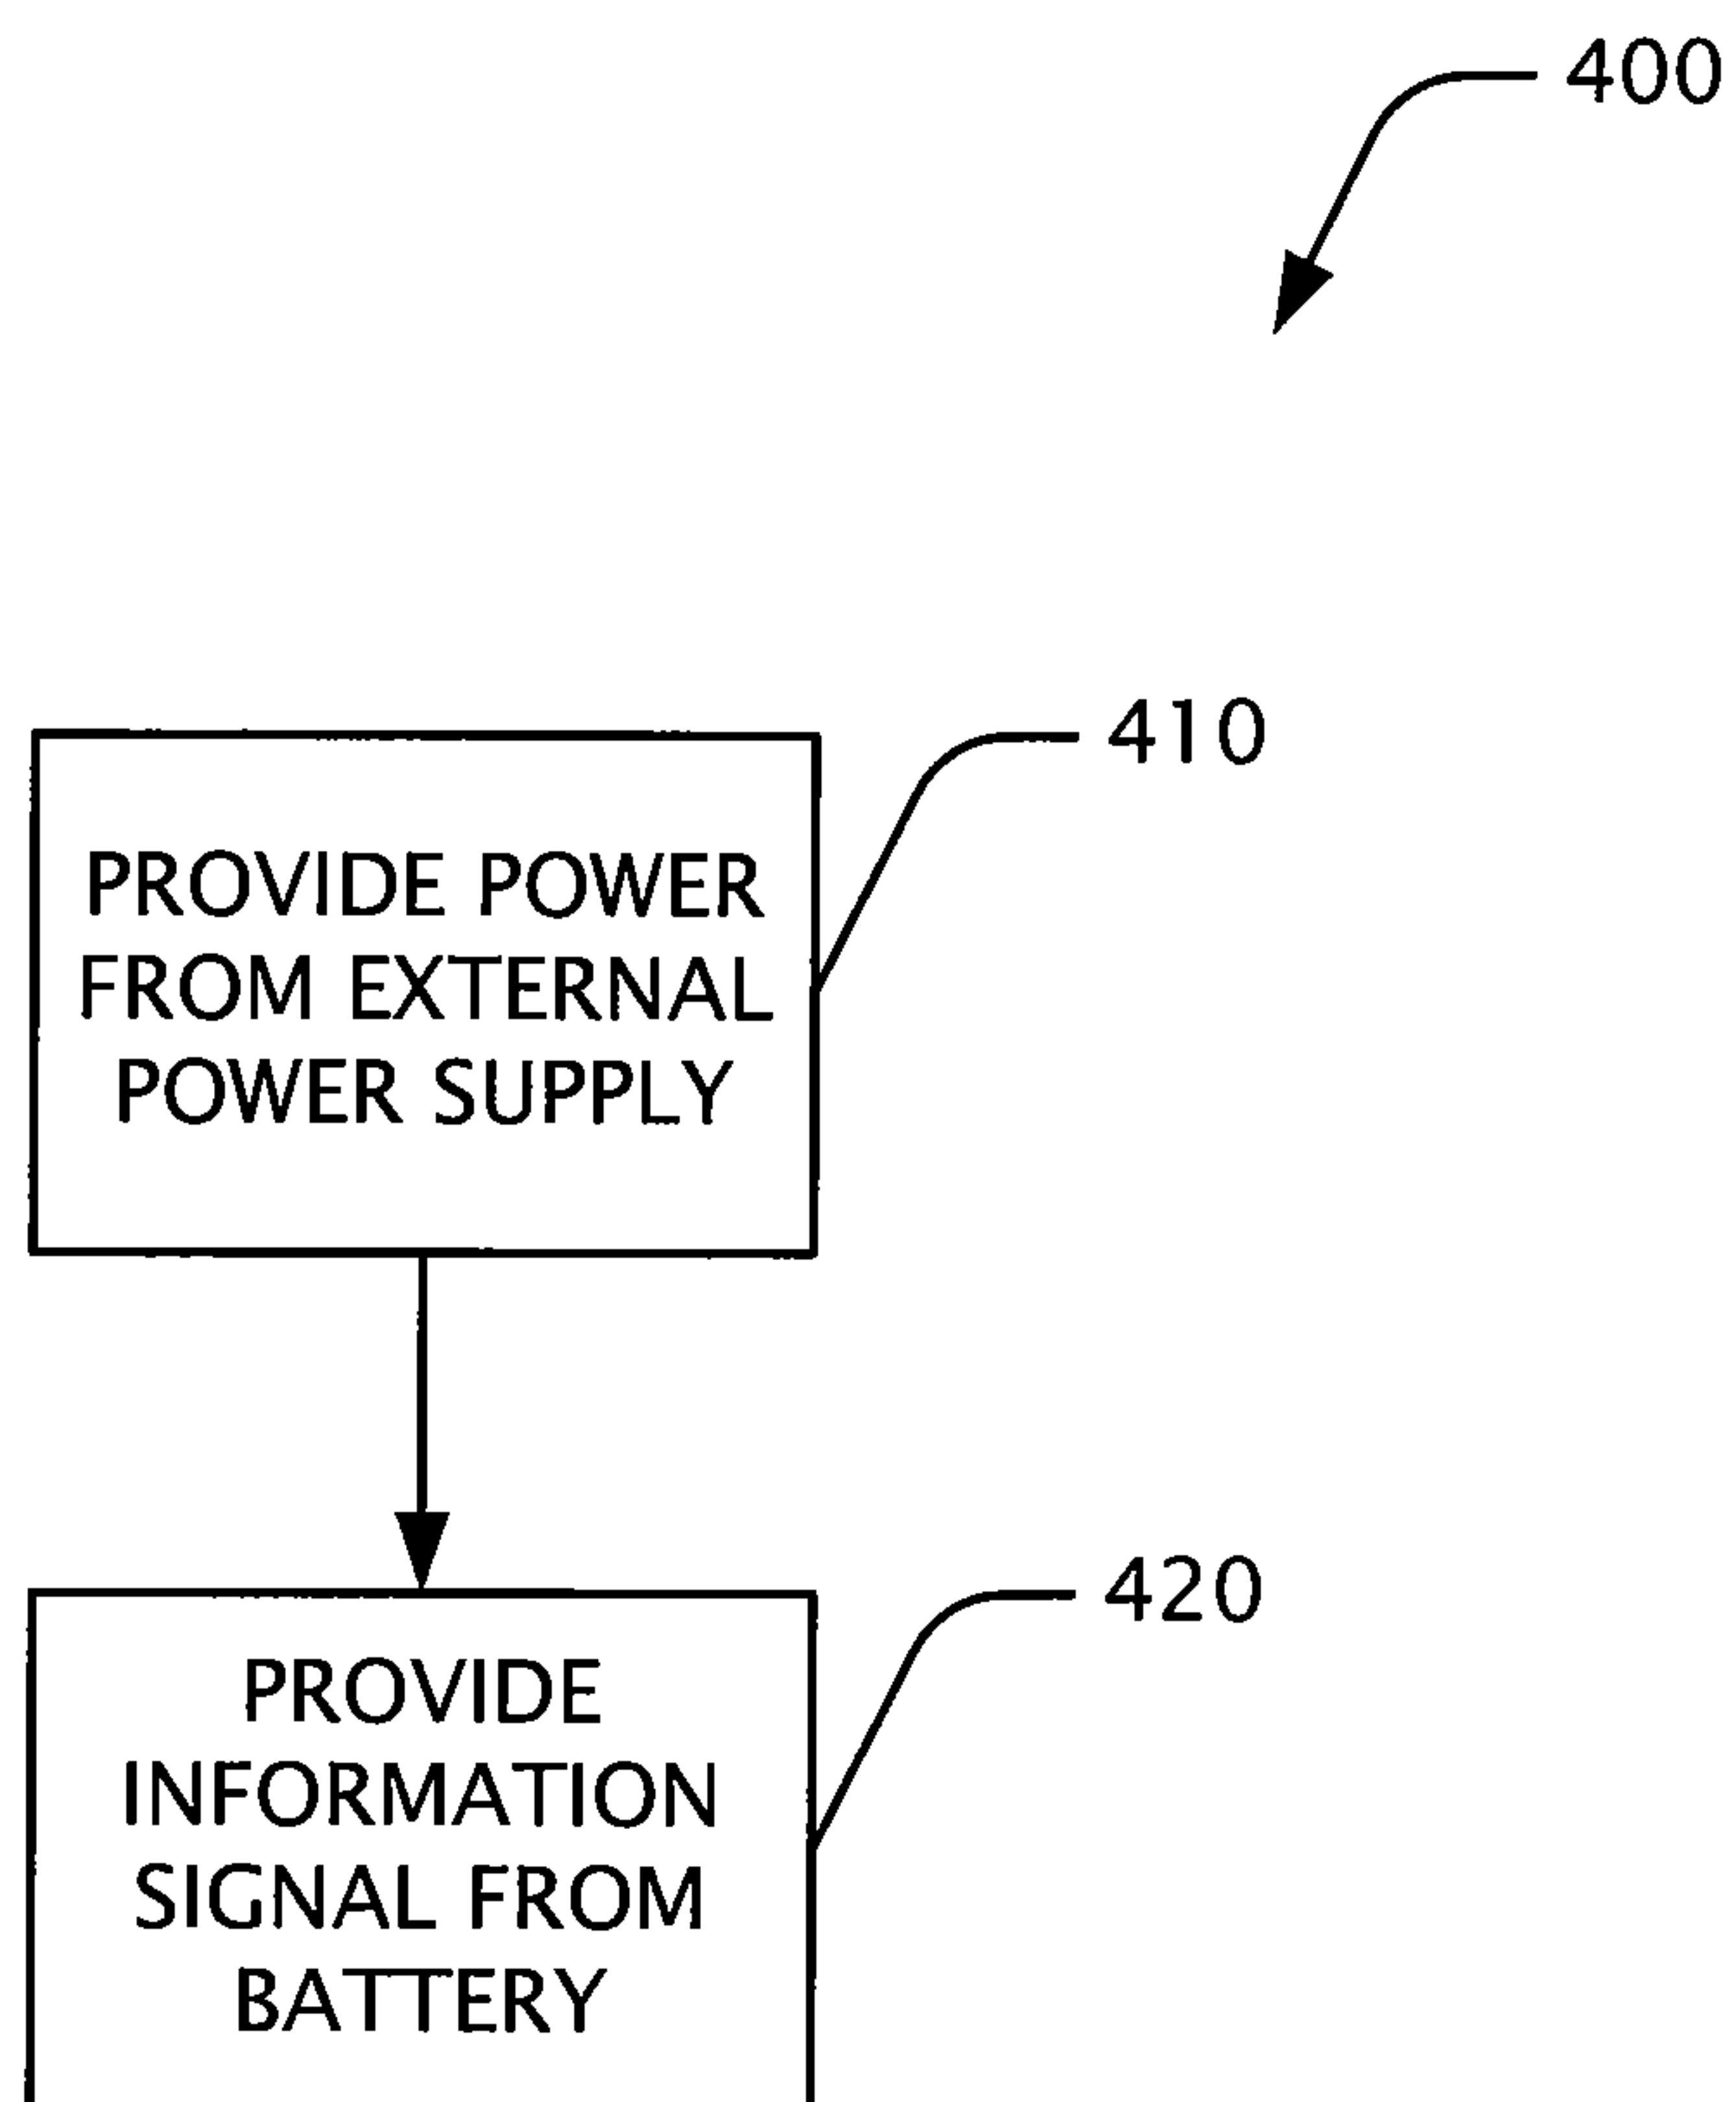 400
410
PROVIDE POWER
FROM EXTERNAL
POWER SUPPLY
420
PROVIDE
INFORMATION
SIGNAL FROM
BATTERY